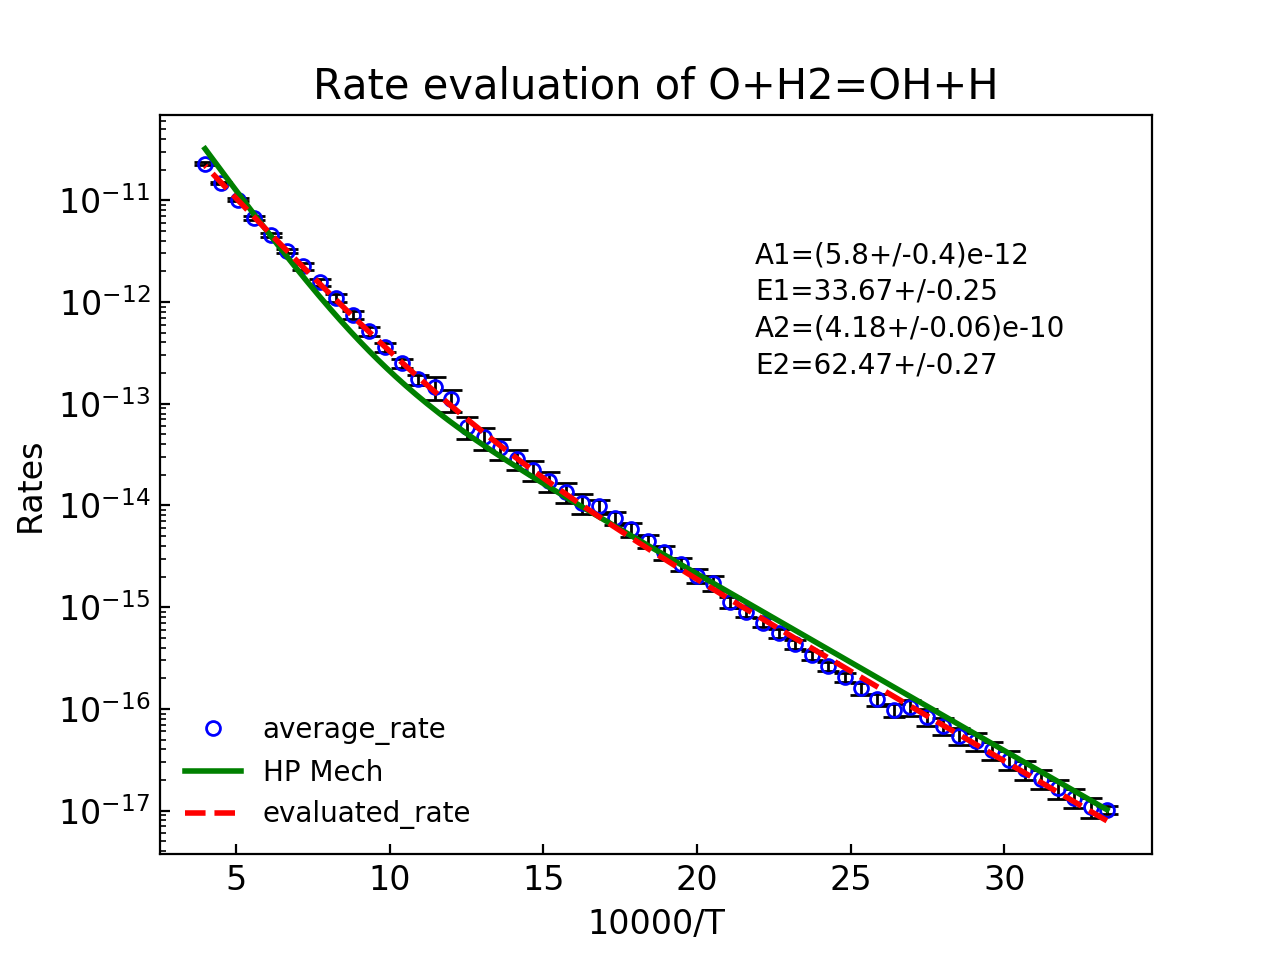 Rate evaluation of O+H2=OH+H
10−11
10−12
10−13
10−14
10−15
10−16
10−17
Rates
A1=(5.8+/-0.4)e-12
E1=33.67+/-0.25
A2=(4.18+/-0.06)e-10
E2=62.47+/-0.27
average_rate
HP Mech
evaluated_rate
5 10 15 20 25 30
10000/T